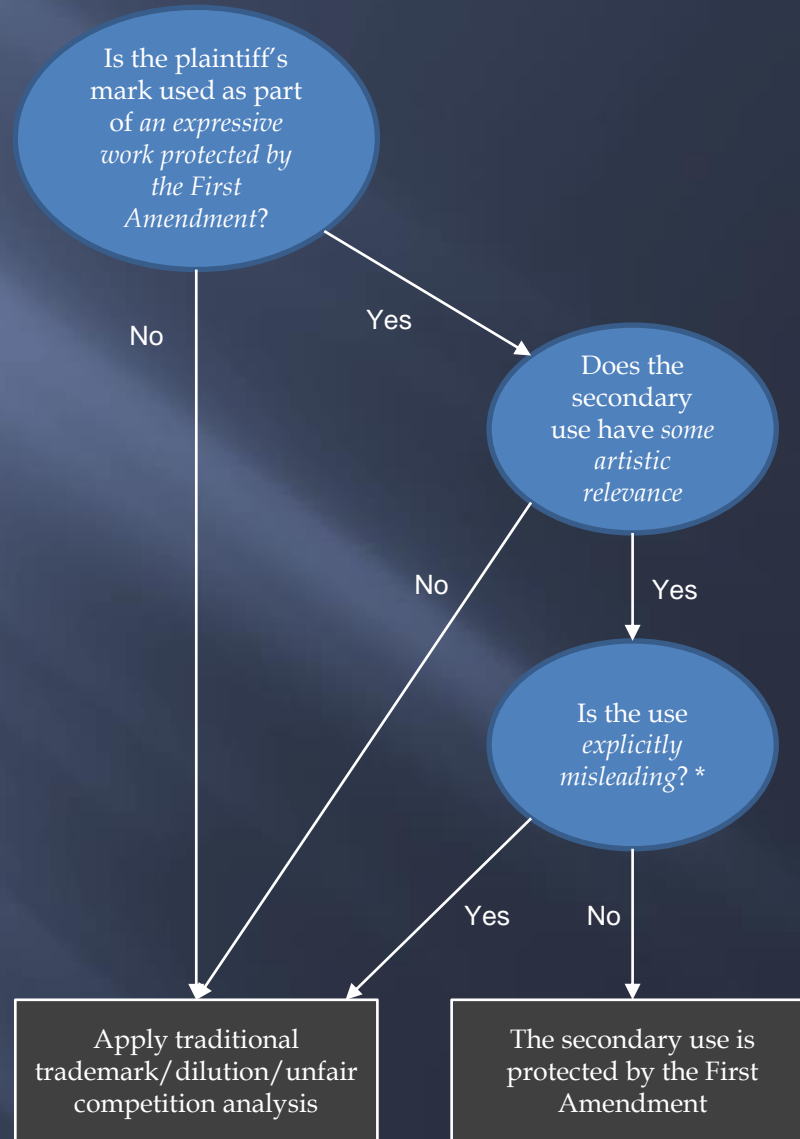 Is the plaintiff’s
mark used as part
of an expressive
work protected by
the First
Amendment?
No
Yes
Does the
secondary
use have some
artistic
relevance
No
Yes
Is the use
explicitly
misleading? *
Yes
No
Apply traditional
trademark/dilution/unfair
competition analysis
The secondary use is
protected by the First
Amendment